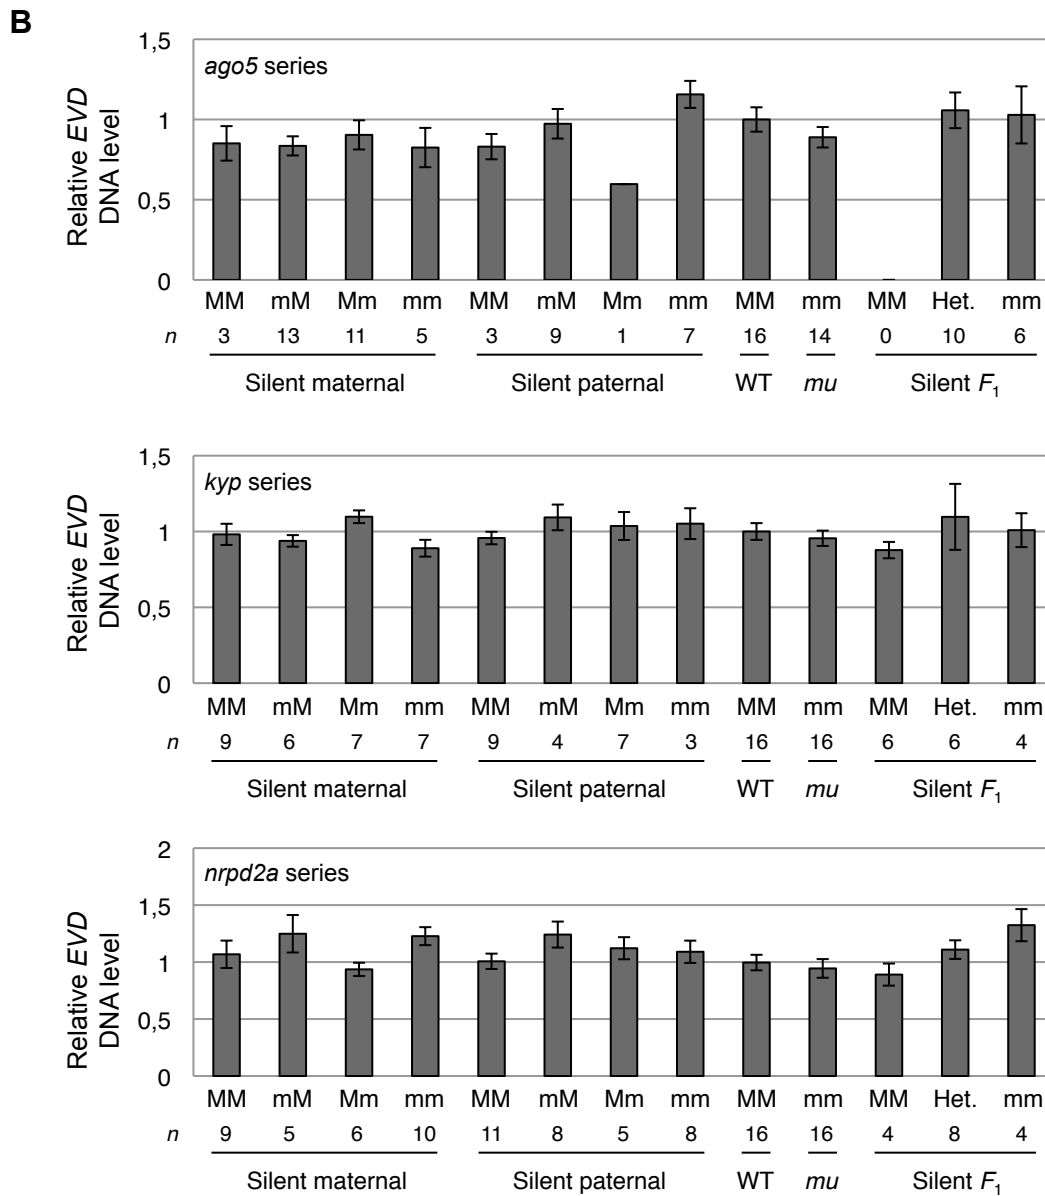 B
1,5
ago5 series
1
0,5
0
Relative EVD
DNA level
MM mM Mm mm MM mM Mm mm MM mm MM Het. mm
n 3 13 11 5 3 9 1 7 16 14 0 10 6
Silent maternal Silent paternal WT mu Silent F1
1,5
kyp series
1
0,5
0
Relative EVD
DNA level
MM mM Mm mm MM mM Mm mm MM mm MM Het. mm
n 9 6 7 7 9 4 7 3 16 16 6 6 4
Silent maternal Silent paternal WT mu Silent F1
2
nrpd2a series
1,5
1
0,5
0
Relative EVD
DNA level
MM mM Mm mm MM mM Mm mm MM mm MM Het. mm
n 9 5 6 10 11 8 5 8 16 16 4 8 4
Silent maternal Silent paternal WT mu Silent F1